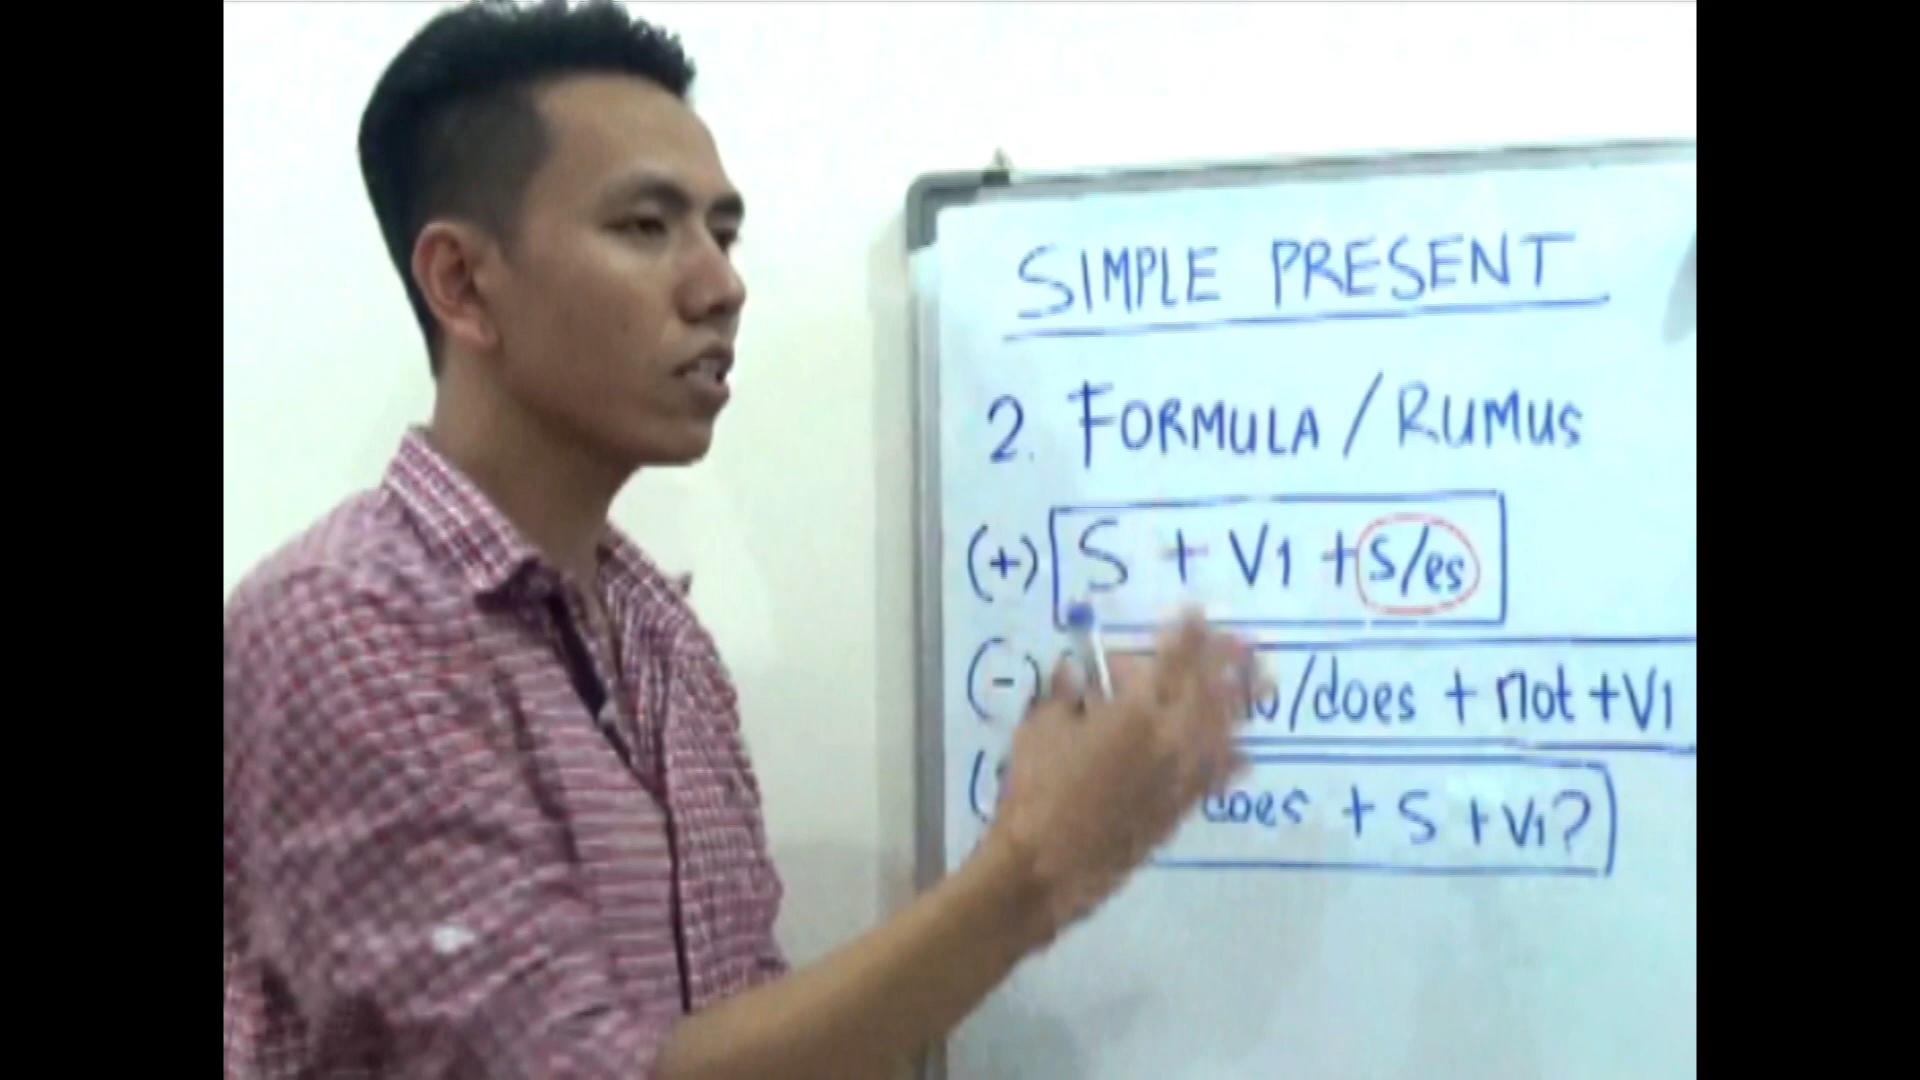 SIMPLE PRESENT
2. FORMULA / RUMUS
(+) S + V1 + s/es
(-) /does + not + V1
does + S + V1?